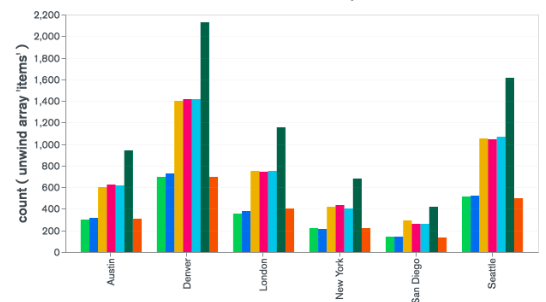 2,200
2,000
1,800
1,600
1,400
1,200
1,000
800
600
400
200
0
count ( unwind array 'items' )
Austin
Denver
London
New York
San Diego
Seattle